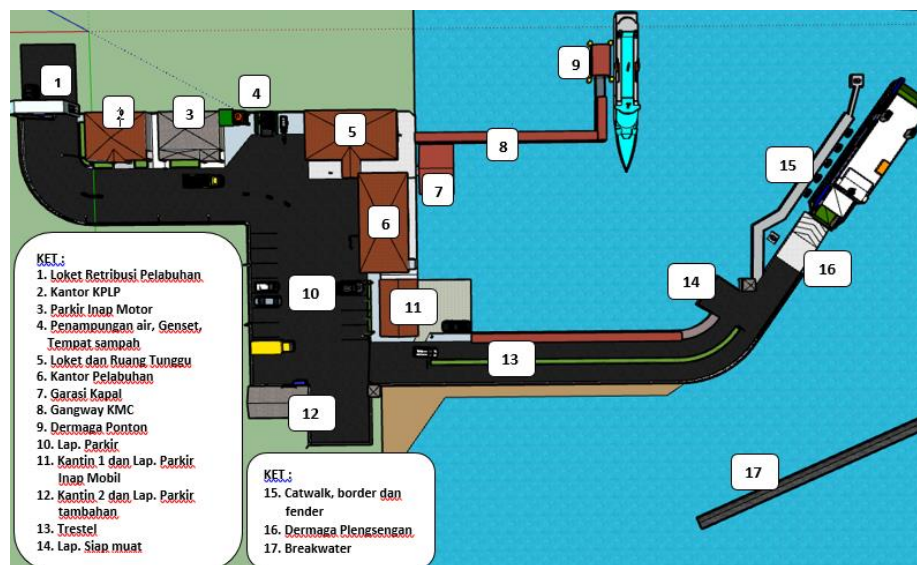 1
2
3
4
5
6
7
8
9
10
11
12
13
14
15
16
17
KET :
1. Loket Retribusi Pelabuhan
2. Kantor KPLP
3. Parkir Inap Motor
4. Penampungan air, Genset,
Tempat sampah
5. Loket dan Ruang Tunggu
6. Kantor Pelabuhan
7. Garasi Kapal
8. Gangway KMC
9. Dermaga Ponton
10. Lap. Parkir
11. Kantin 1 dan Lap. Parkir
Inap Mobil
12. Kantin 2 dan Lap. Parkir
tambahan
13. Trestel
14. Lap. Siap muat
KET :
15. Catwalk, border dan
fender
16. Dermaga Plengsengan
17. Breakwater